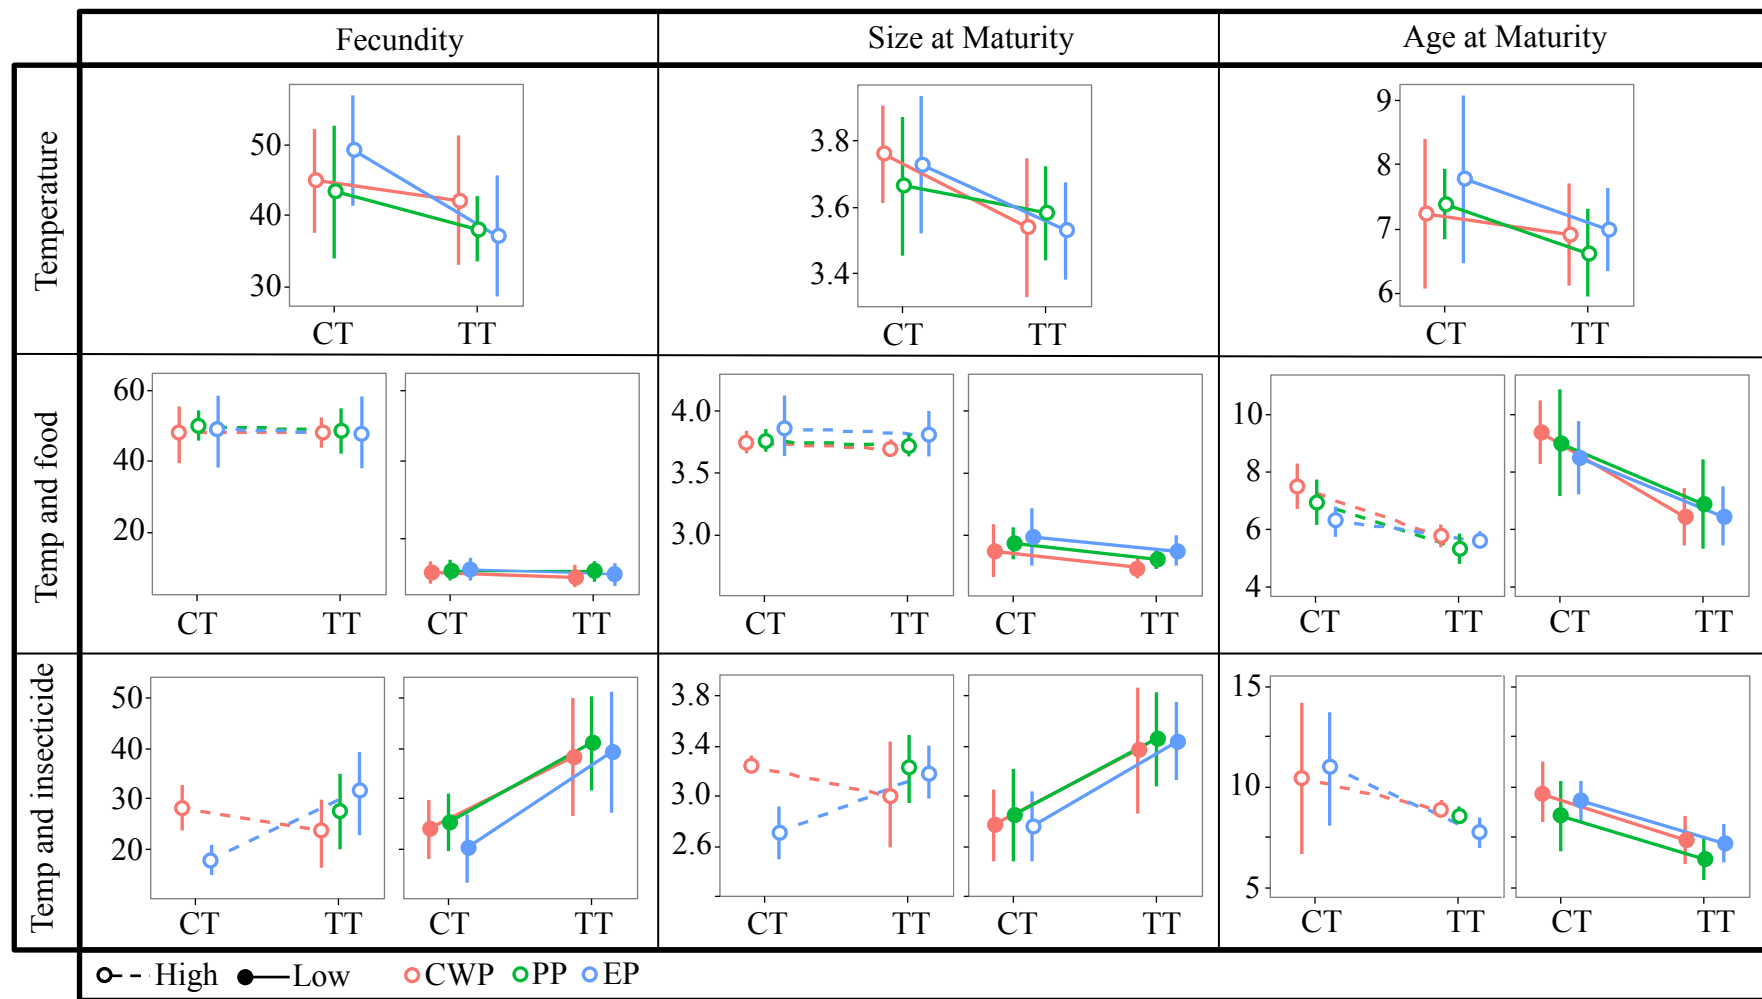 Fecundity Size at Maturity Age at Maturity
Temperature
50
40
30
CT TT
3.8
3.6
3.4
CT TT
9
8
7
6
CT TT
Temp and food
60
40
20
CT TT CT TT
4.0
3.5
3.0
CT TT CT TT
10
8
6
4
CT TT CT TT
Temp and insecticide
50
40
30
20
CT TT CT TT
3.8
3.4
3.0
2.6
CT TT CT TT
15
10
5
CT TT CT TT
High Low CWP PP EP